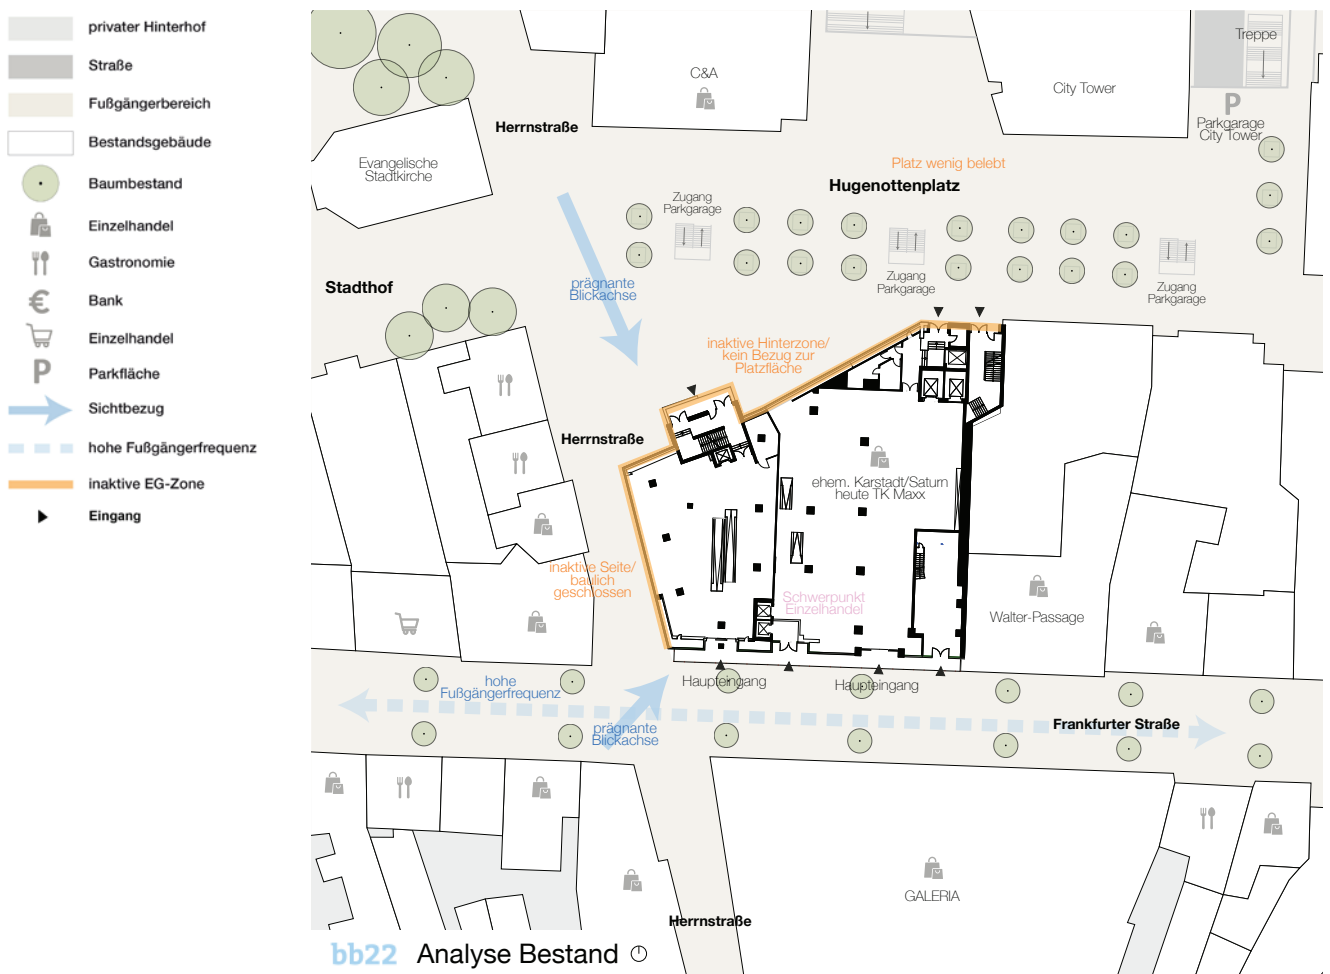 privater Hinterhof
Straße
Fußgängerbereich
Bestandsgebäude
Baumbestand
Einzelhandel
Gastronomie
Bank
Einzelhandel
Parkfläche
Sichtbezug
hohe Fußgängerfrequenz
inaktive EG-Zone
Eingang
Treppe
C&A
City Tower
P
Parkgarage
City Tower
Herrnstraße
Evangelische
Stadtkirche
Platz wenig belebt
Hugenottenplatz
Zugang
Parkgarage
Zugang
Parkgarage
Zugang
Parkgarage
Stadthof
prägnante
Blickachse
inaktive Hinterzone/
kein Bezug zur
Platzfläche
Herrnstraße
ehem. Karstadt/Saturn
heute TK Maxx
inaktive Seite/
baulich
geschlossen
Schwerpunkt
Einzelhandel
Walter-Passage
Haupteingang
Haupteingang
hohe
Fußgängerfrequenz
prägnante
Blickachse
Frankfurter Straße
GALERIA
Herrnstraße
bb22 Analyse Bestand